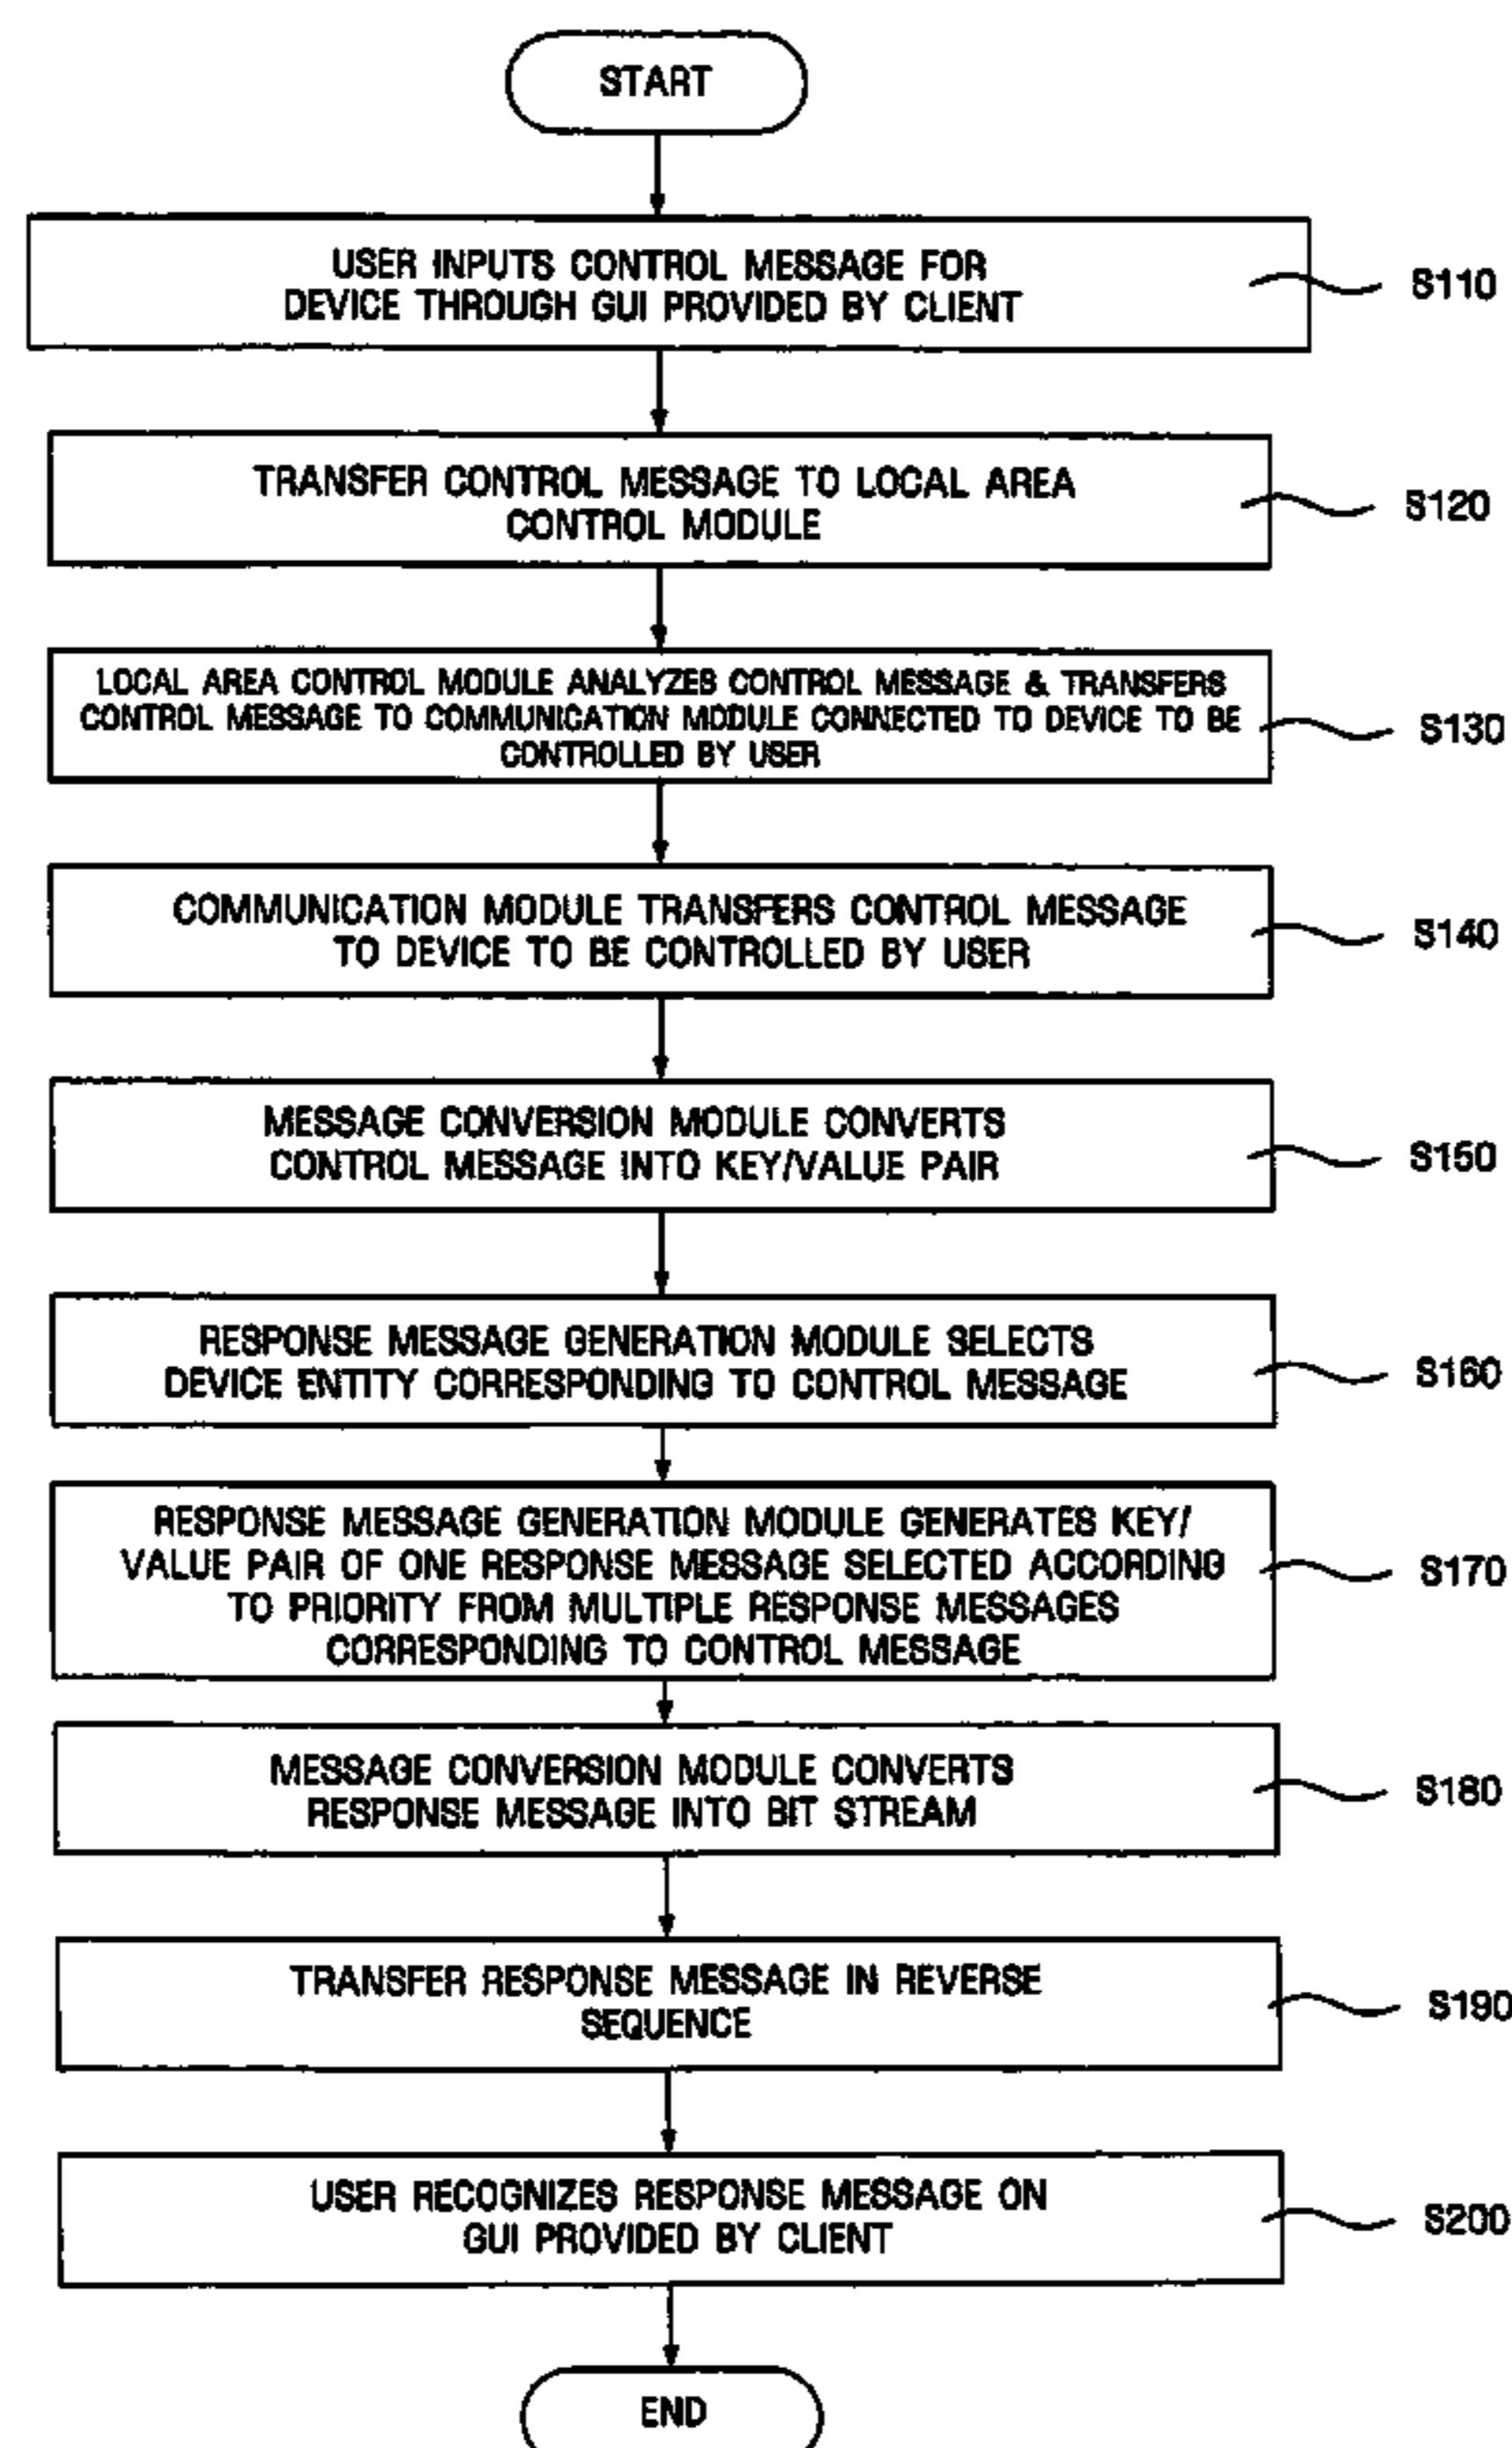 START
USER INPUTS CONTROL MESSAGE FOR
DEVICE THROUGH GUI PROVIDED BY CLIENT
S110
TRANSFER CONTROL MESSAGE TO LOCAL AREA
CONTROL MODULE
S120
LOCAL AREA CONTROL MODULE ANALYZES CONTROL MESSAGE & TRANSFERS
CONTROL MESSAGE TO COMMUNICATION MODULE CONNECTED TO DEVICE TO BE
CONTROLLED BY USER
S130
COMMUNICATION MODULE TRANSFERS CONTROL MESSAGE
TO DEVICE TO BE CONTROLLED BY USER
S140
MESSAGE CONVERSION MODULE CONVERTS
CONTROL MESSAGE INTO KEY/VALUE PAIR
S150
RESPONSE MESSAGE GENERATION MODULE SELECTS
DEVICE ENTITY CORRESPONDING TO CONTROL MESSAGE
S160
RESPONSE MESSAGE GENERATION MODULE GENERATES KEY/
VALUE PAIR OF ONE RESPONSE MESSAGE SELECTED ACCORDING
TO PRIORITY FROM MULTIPLE RESPONSE MESSAGES
CORRESPONDING TO CONTROL MESSAGE
S170
MESSAGE CONVERSION MODULE CONVERTS
RESPONSE MESSAGE INTO BIT STREAM
S180
TRANSFER RESPONSE MESSAGE IN REVERSE
SEQUENCE
S190
USER RECOGNIZES RESPONSE MESSAGE ON
GUI PROVIDED BY CLIENT
S200
END